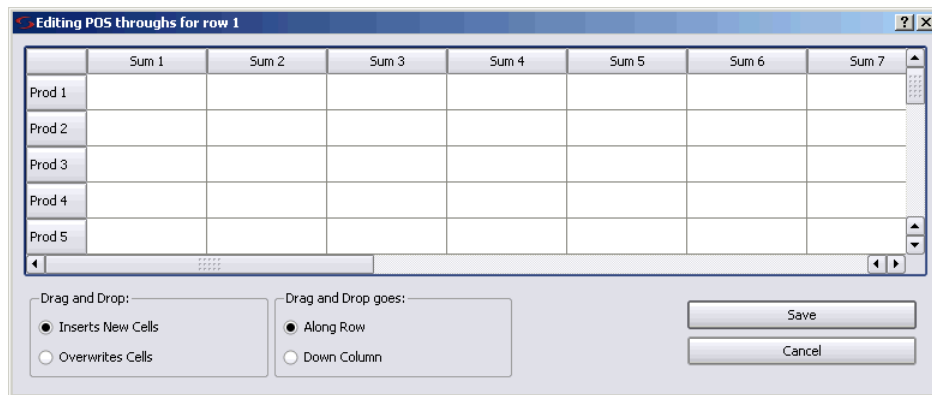 Editing POS throughs for row 1
Sum 1 Sum 2 Sum 3 Sum 4 Sum 5 Sum 6 Sum 7
Prod 1
Prod 2
Prod 3
Prod 4
Prod 5
Drag and Drop: Drag and Drop goes:
Inserts New Cells Along Row Save
Overwrites Cells Down Column Cancel